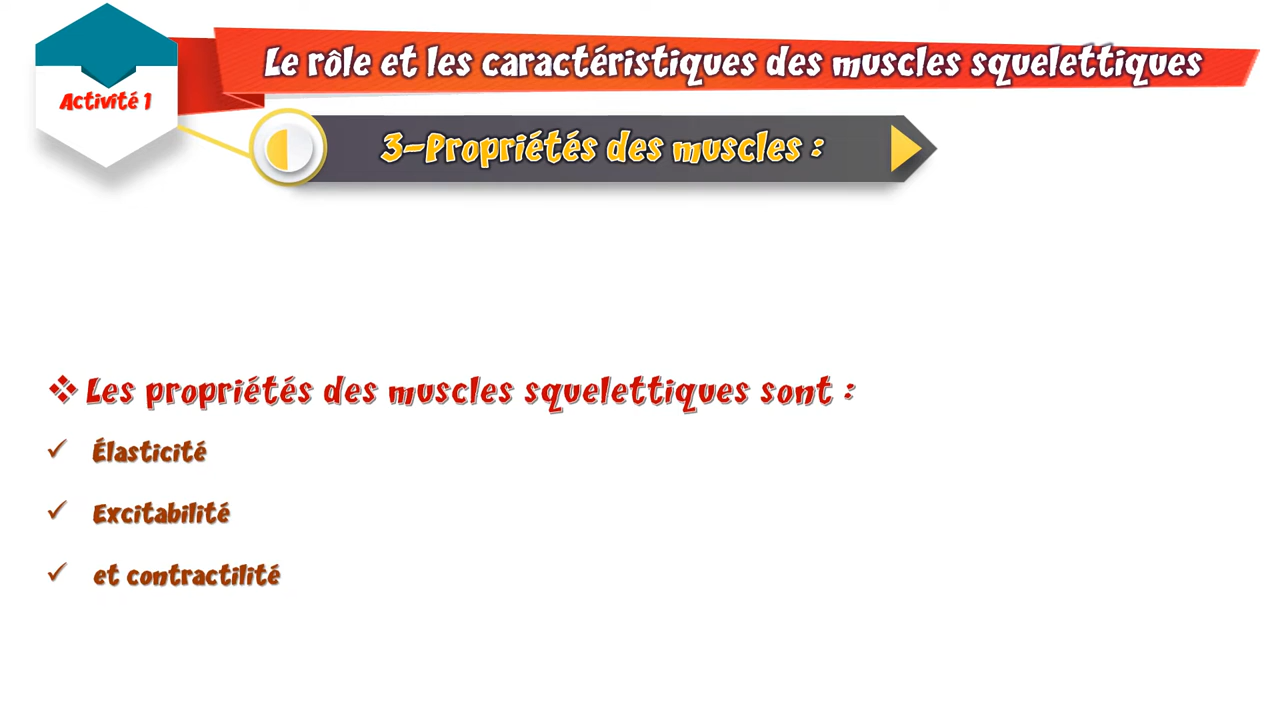 Le rôle et les caractéristiques des muscles squelettiques
Activité 1
3-Propriétés des muscles :
❖ Les propriétés des muscles squelettiques sont :
✓ Élasticité
✓ Excitabilité
✓ et contractilité